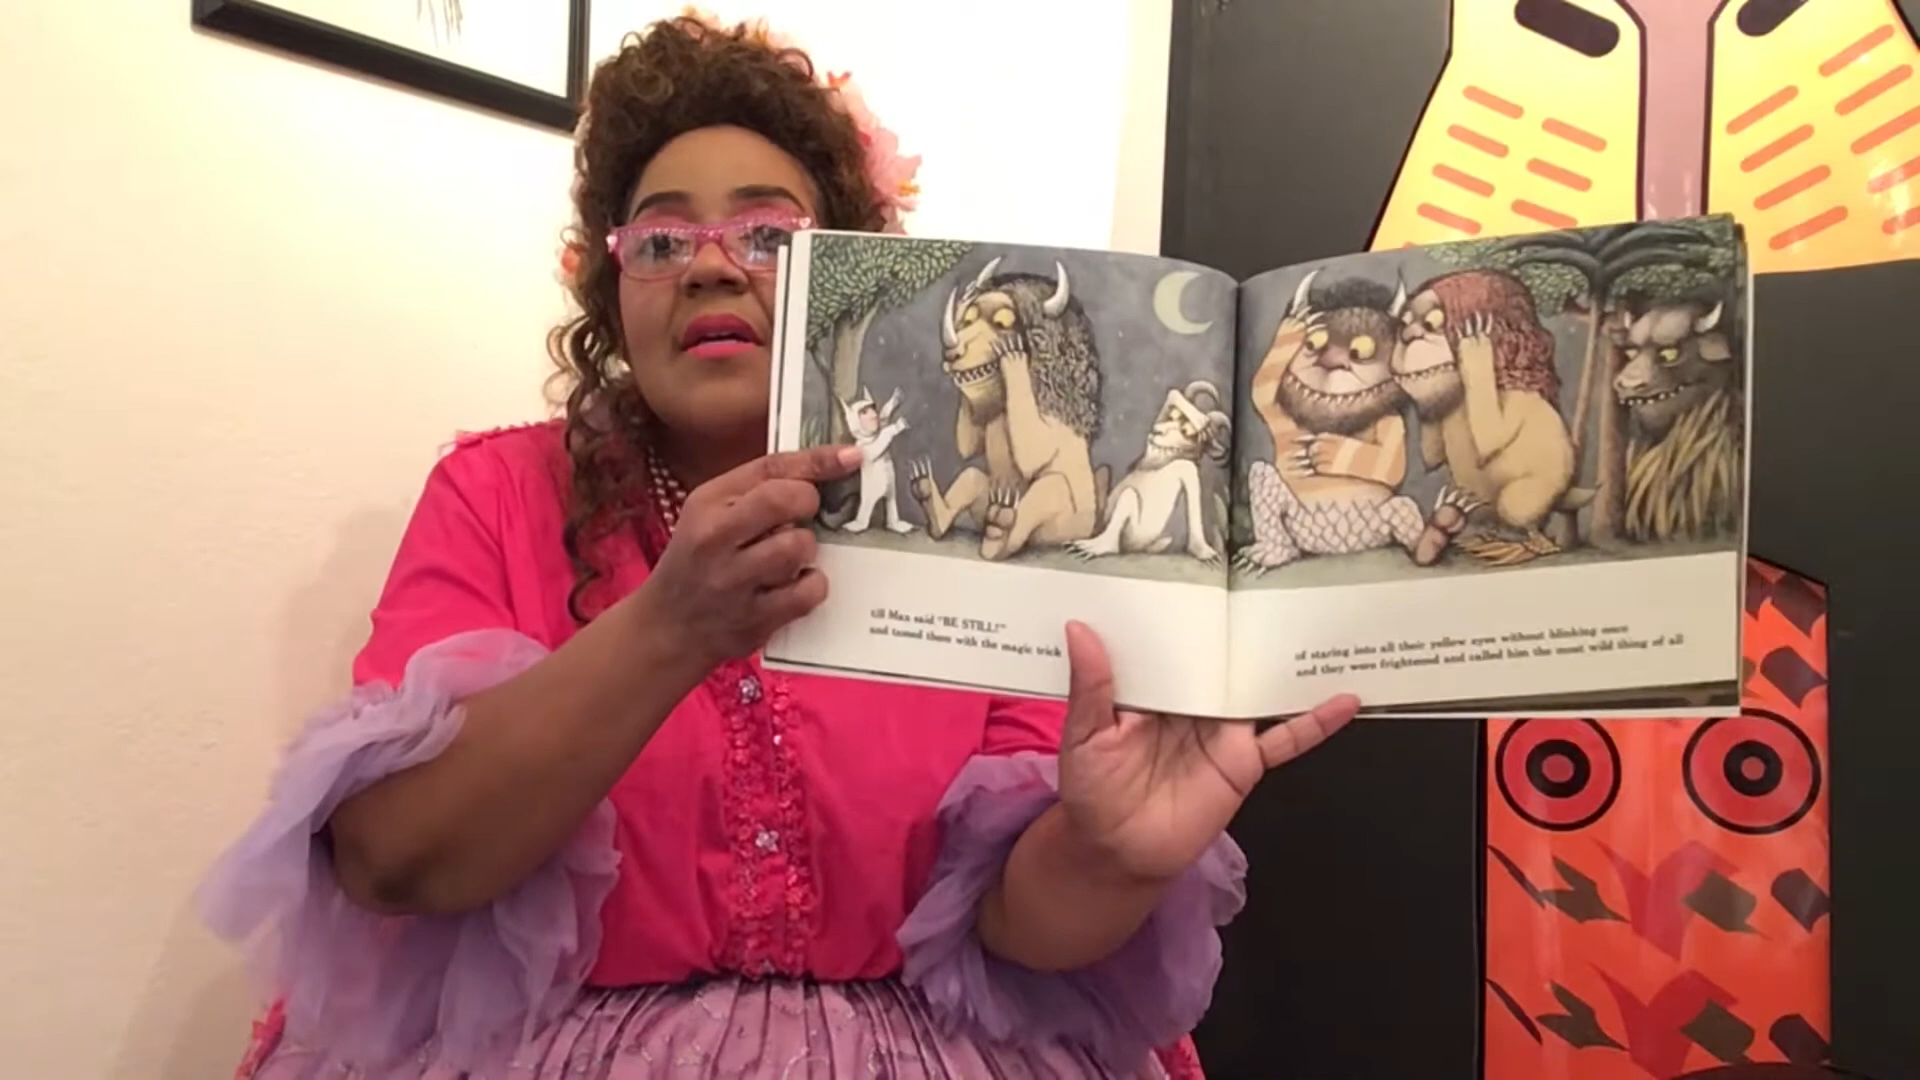 till Max said "BE STILL!"
and tamed them with the magic trick
of staring into all their yellow eyes without blinking once
and they were frightened and called him the most wild thing of all